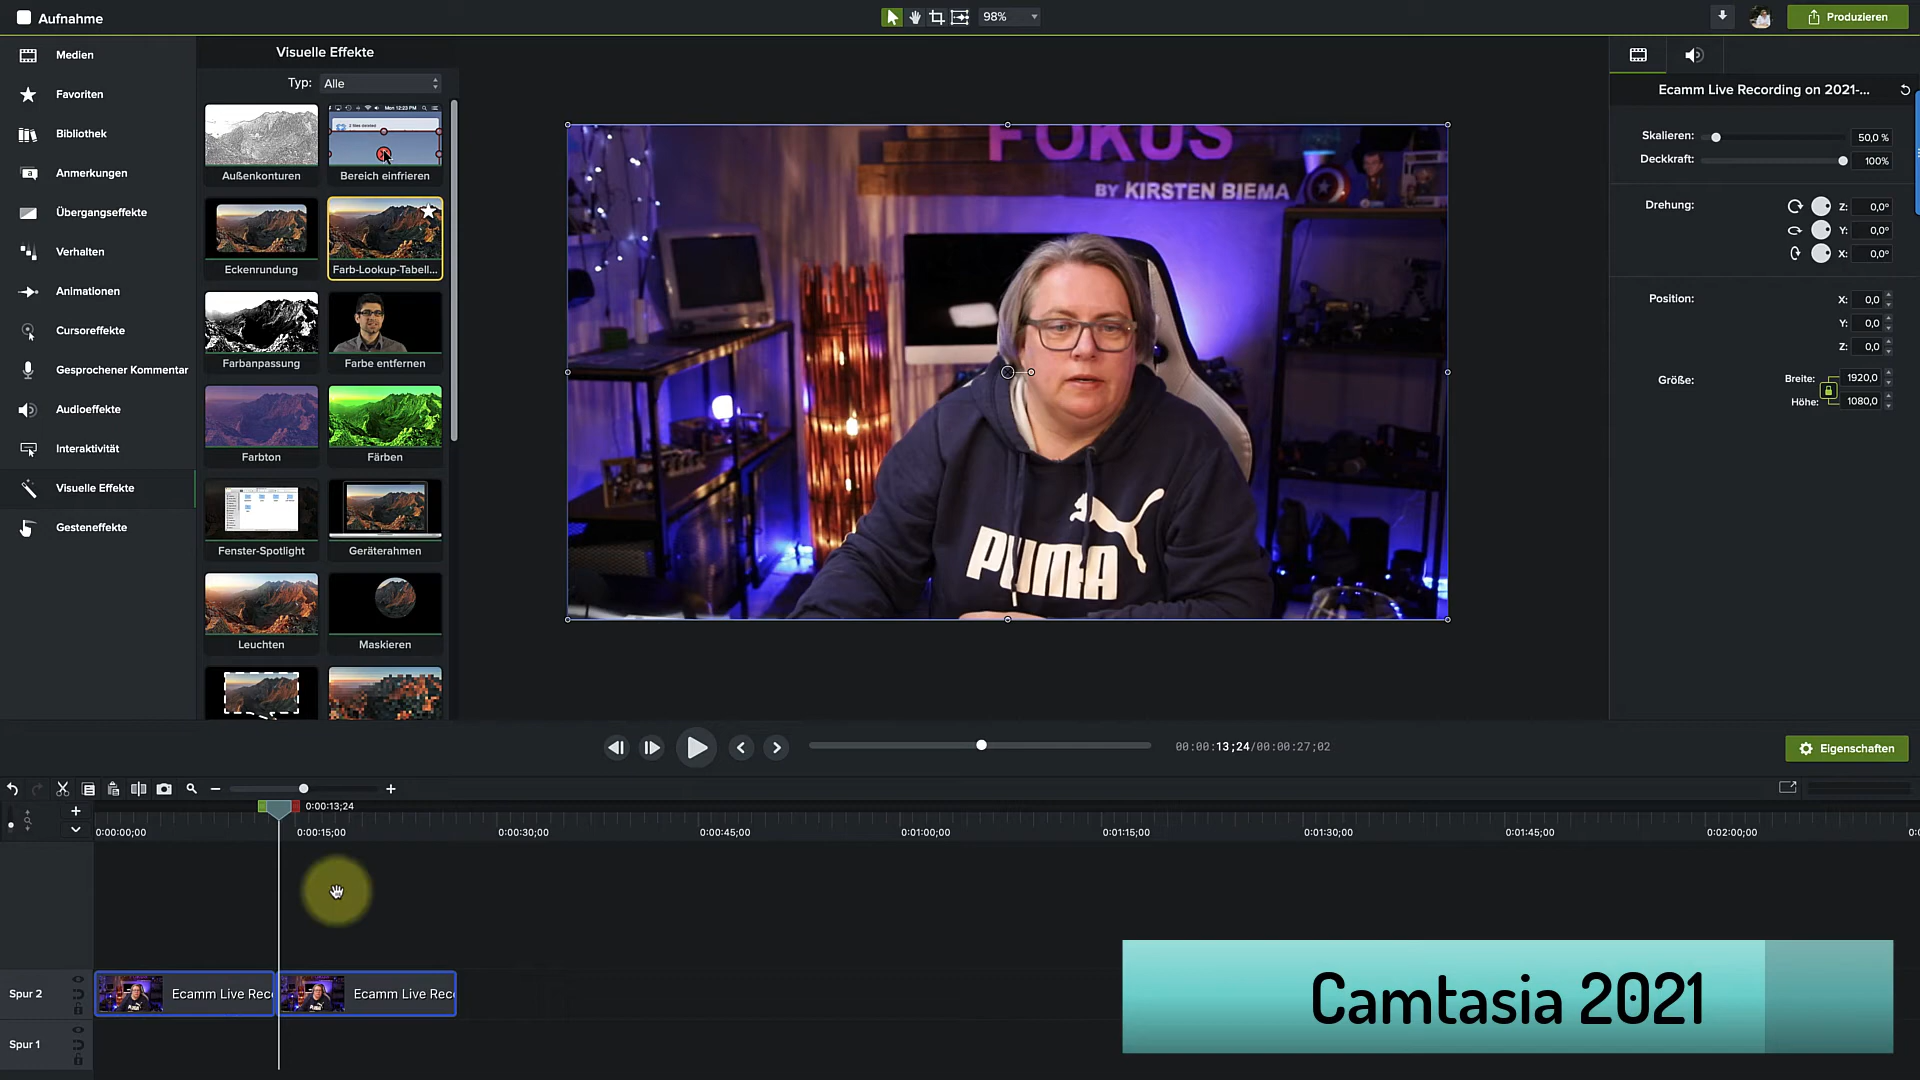 Aufnahme
98%
Produzieren
Medien
Favoriten
Bibliothek
Anmerkungen
Übergangseffekte
Verhalten
Animationen
Cursoreffekte
Gesprochener Kommentar
Audioeffekte
Interaktivität
Visuelle Effekte
Gesteneffekte
Visuelle Effekte
Typ: Alle
Mon 12:23 PM
Außenkonturen
Bereich einfrieren
Eckenrundung
Farb-Lookup-Tabell...
Farbanpassung
Farbe entfernen
Farbton
Färben
Fenster-Spotlight
Geräterahmen
Leuchten
Maskieren
FOKUS
BY KIRSTEN BIEMA
PUMA
Ecamm Live Recording on 2021-...
Skalieren: 50,0 %
Deckkraft: 100%
Drehung: Z: 0,0°
Y: 0,0°
X: 0,0°
Position: X: 0,0
Y: 0,0
Z: 0,0
Größe: Breite: 1920,0
Höhe: 1080,0
00:00:13;24/00:00:27;02
Eigenschaften
0:00:13;24
0:00:00;00
0:00:15;00
0:00:30;00
0:00:45;00
0:01:00;00
0:01:15;00
0:01:30;00
0:01:45;00
0:02:00;00
Spur 2
Ecamm Live Reco
Ecamm Live Reco
Spur 1
Camtasia 2021